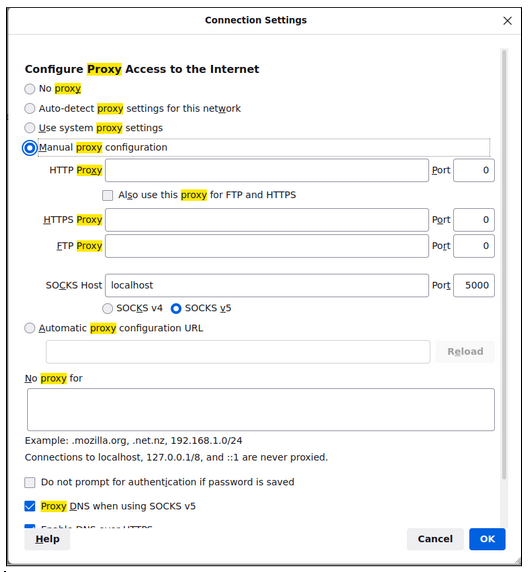 Connection Settings
Configure Proxy Access to the Internet
No proxy
Auto-detect proxy settings for this network
Use system proxy settings
Manual proxy configuration
HTTP Proxy Port 0
Also use this proxy for FTP and HTTPS
HTTPS Proxy Port 0
FTP Proxy Port 0
SOCKS Host localhost Port 5000
SOCKS v4 SOCKS v5
Automatic proxy configuration URL
Reload
No proxy for
Example: .mozilla.org, .net.nz, 192.168.1.0/24
Connections to localhost, 127.0.0.1/8, and ::1 are never proxied.
Do not prompt for authentication if password is saved
Proxy DNS when using SOCKS v5
Enable DNS over HTTPS
Help Cancel OK